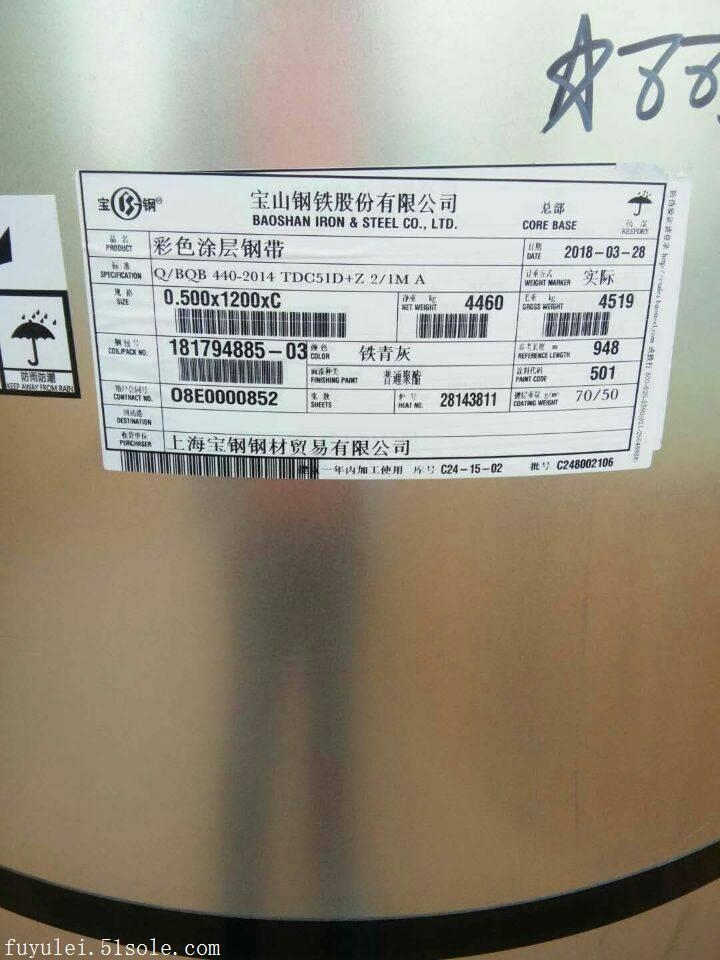 宝 钢®
宝山钢铁股份有限公司
BAOSHAN IRON & STEEL CO., LTD.
总部
CORE BASE
KEEPDRY
品名
PRODUCT
彩色涂层钢带
日期
DATE
2018-03-28
标准
SPECIFICATION
Q/BQB 440-2014 TDC51D+Z 2/1M A
计重方式
WEIGHT MARKER
实际
规格
SIZE
0.500x1200xC
净重 kg
NET WEIGHT
4460
毛重 kg
GROSS WEIGHT
4519
捆包号
COIL/PACK NO.
181794885-03
颜色
COLOR
铁青灰
参考长度 m
REFERENCE LENGTH
948
面漆种类
FINISHING PAINT
普通聚酯
涂料代码
PAINT CODE
501
CONTRACT NO.
O8E0000852
张数
SHEETS
炉号
HEAT NO.
28143811
镀层重量 g/m²
COATING WEIGHT
70/50
到站港
DESTINATION
收货单位
PURCHASER
上海宝钢钢材贸易有限公司
一年内加工使用 库号 C24-15-02 批号 C248002106
防雨防潮
KEEP AWAY FROM RAIN
fuyulei.51sole.com